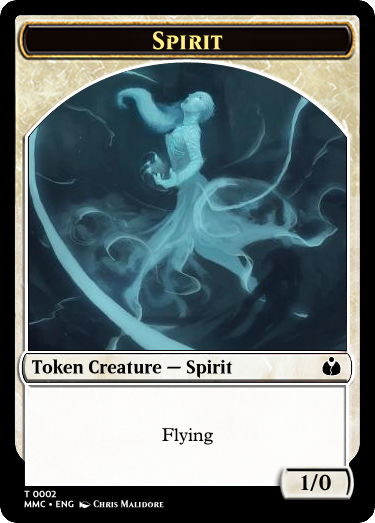 Spirit
Token Creature — Spirit
Flying
1/0
T 0002
MMC • ENG Chris Malidore